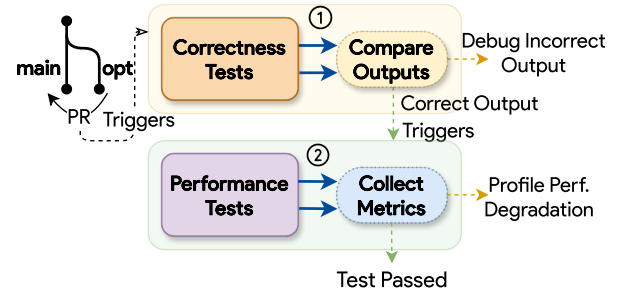 1
Correctness
Tests
Compare
Outputs
Debug Incorrect
Output
main
opt
PR
Triggers
Correct Output
Triggers
2
Performance
Tests
Collect
Metrics
Profile Perf.
Degradation
Test Passed